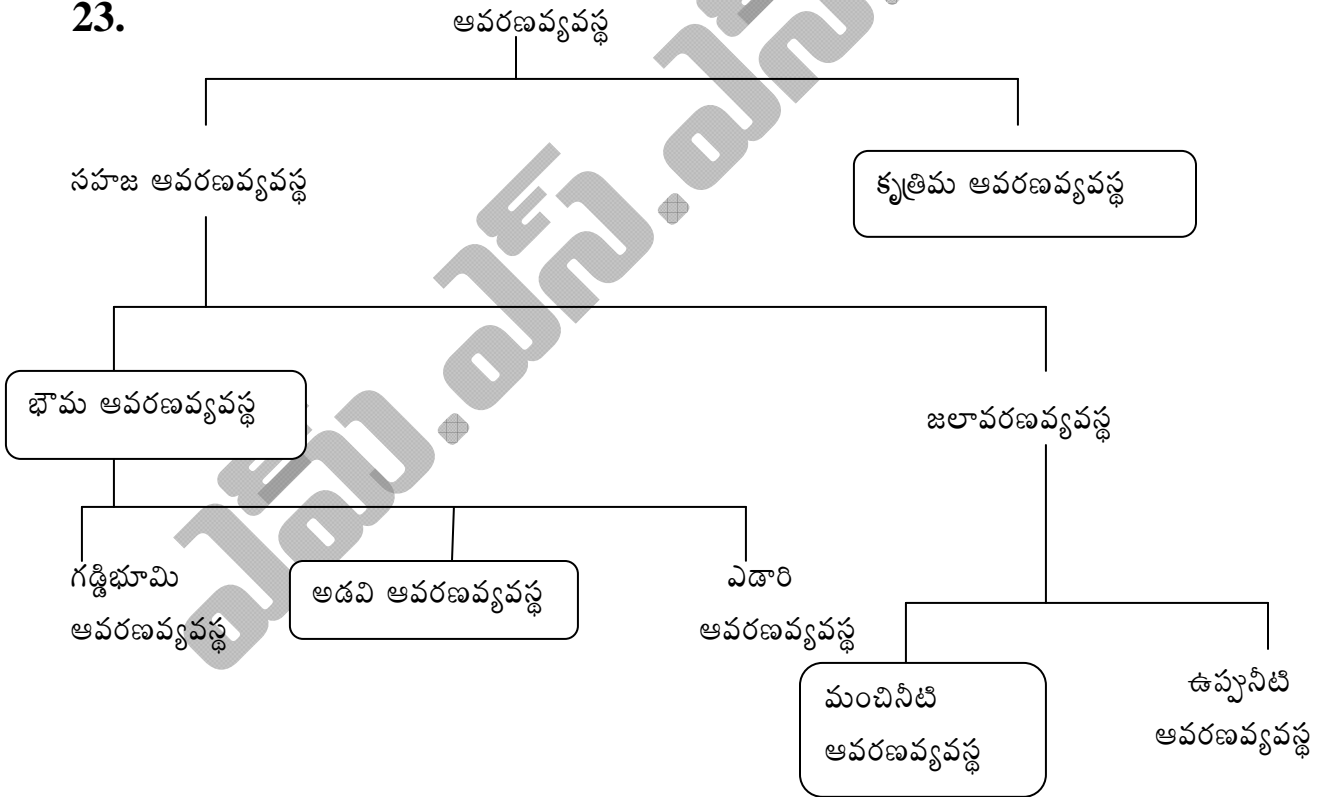 23.
ఆవరణవ్యవస్థ
సహజ ఆవరణవ్యవస్థ
కృత్రిమ ఆవరణవ్యవస్థ
భౌమ ఆవరణవ్యవస్థ
జలావరణవ్యవస్థ
గడ్డిభూమి
ఆవరణవ్యవస్థ
అడవి ఆవరణవ్యవస్థ
ఎడారి
ఆవరణవ్యవస్థ
మంచినీటి
ఆవరణవ్యవస్థ
ఉప్పునీటి
ఆవరణవ్యవస్థ